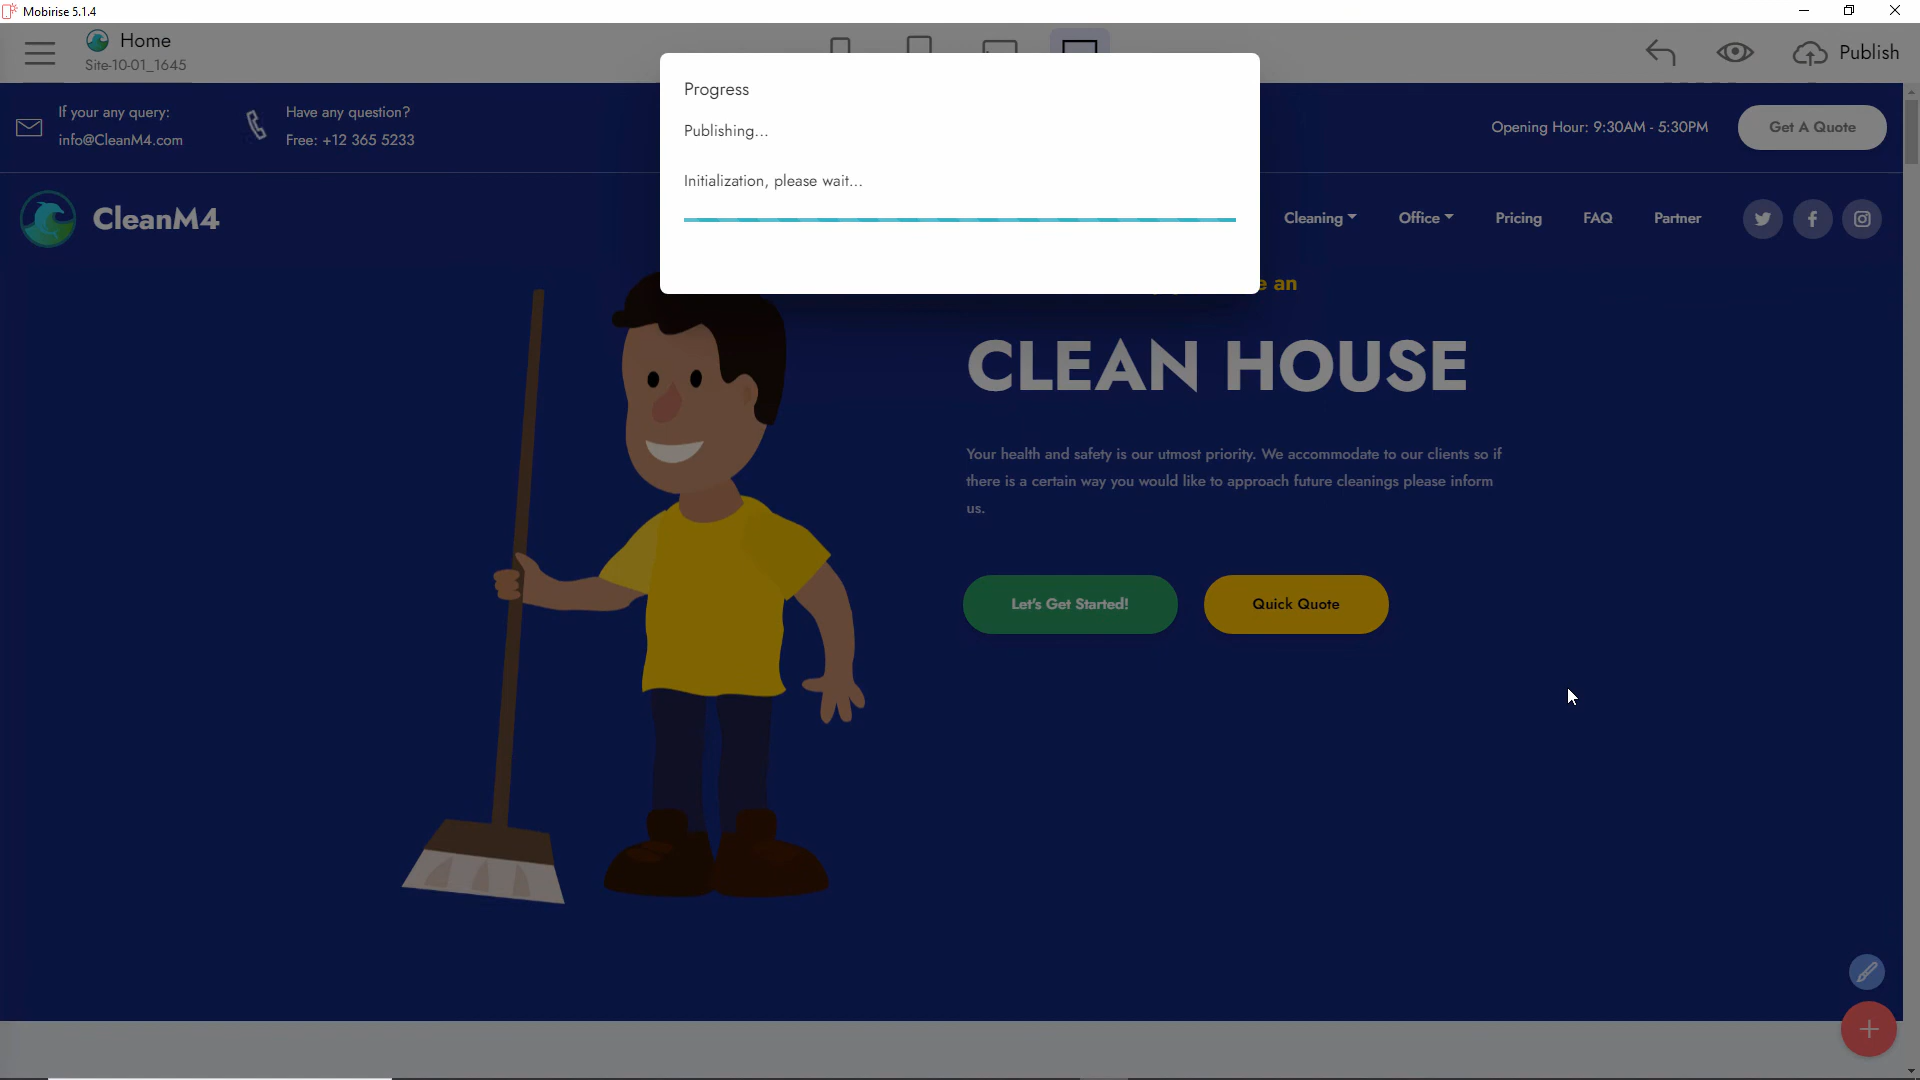 Mobirise 5.1.4
Home
Site-10-01_1645
Publish
Progress
Publishing...
Initialization, please wait...
If your any query:
info@CleanM4.com
Have any question?
Free: +12 365 5233
Opening Hour: 9:30AM - 5:30PM
Get A Quote
CleanM4
Cleaning
Office
Pricing
FAQ
Partner
an
CLEAN HOUSE
Your health and safety is our utmost priority. We accommodate to our clients so if
there is a certain way you would like to approach future cleanings please inform
us.
Let's Get Started!
Quick Quote